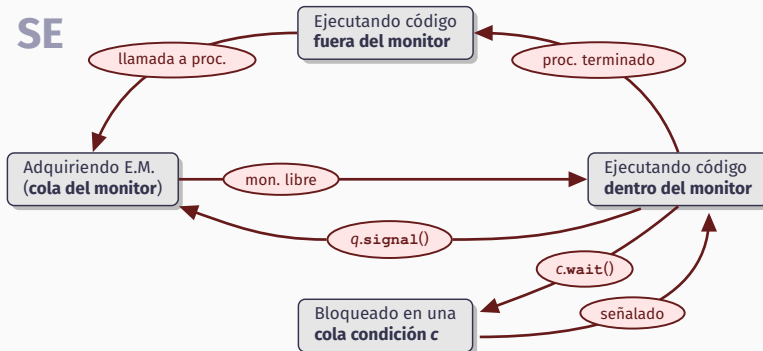 SE
Ejecutando código
fuera del monitor
llamada a proc.
proc. terminado
Adquiriendo E.M.
(cola del monitor)
mon. libre
Ejecutando código
dentro del monitor
q.signal()
c.wait()
Bloqueado en una
cola condición c
señalado